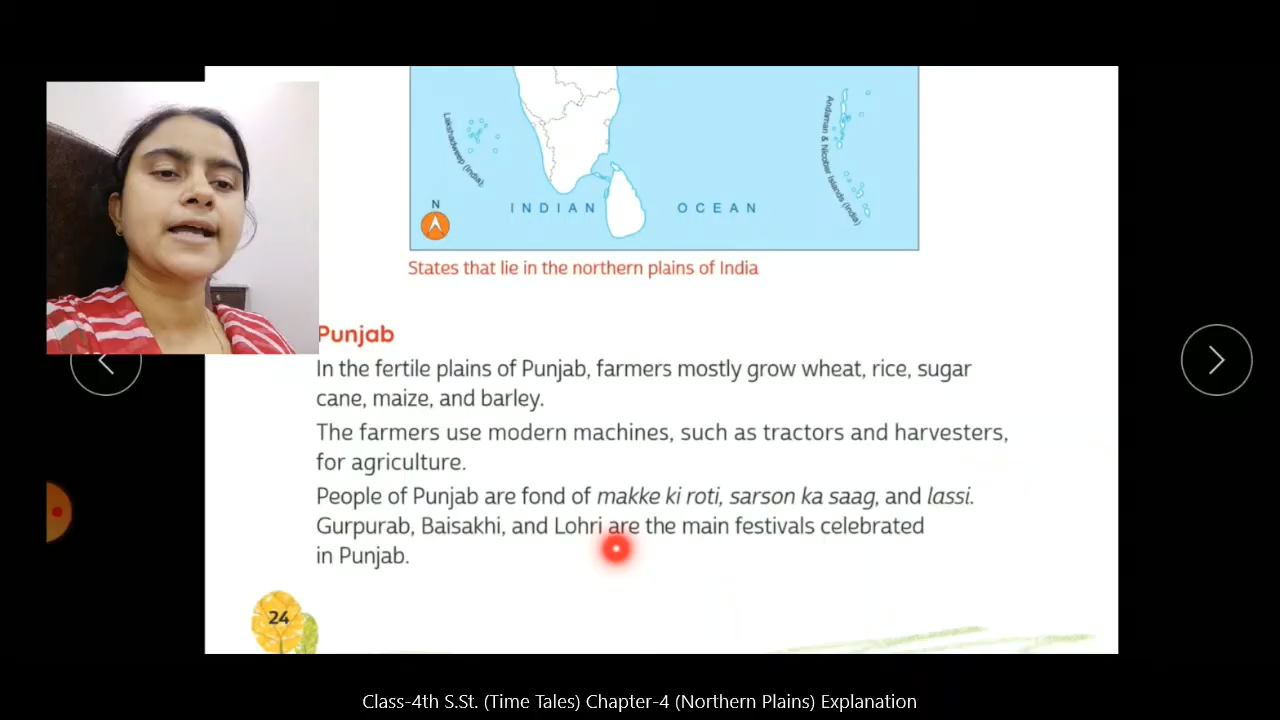 Lakshadweep (India)
Andaman & Nicobar Islands (India)
N
INDIAN OCEAN
States that lie in the northern plains of India
Punjab
In the fertile plains of Punjab, farmers mostly grow wheat, rice, sugar
cane, maize, and barley.
The farmers use modern machines, such as tractors and harvesters,
for agriculture.
People of Punjab are fond of makke ki roti, sarson ka saag, and lassi.
Gurpurab, Baisakhi, and Lohri are the main festivals celebrated
in Punjab.
24
Class-4th S.St. (Time Tales) Chapter-4 (Northern Plains) Explanation